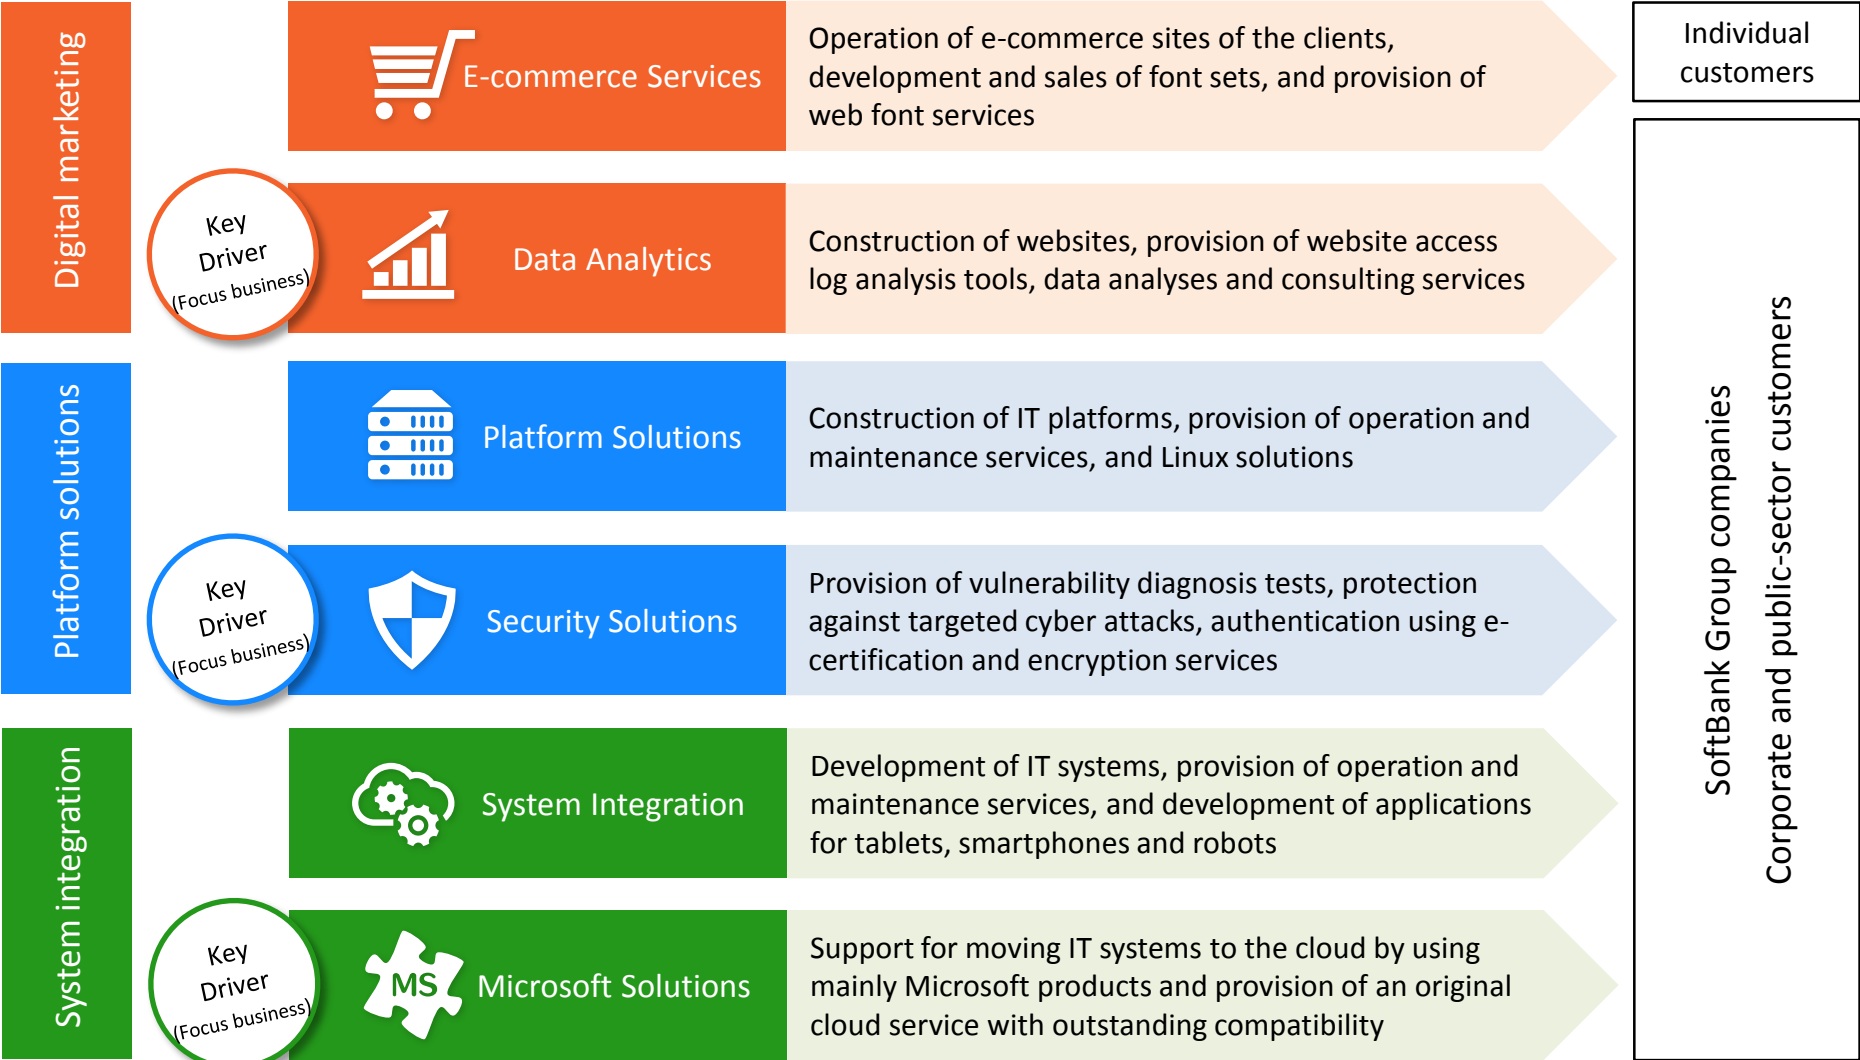 Digital marketing
E-commerce Services
Operation of e-commerce sites of the clients,
development and sales of font sets, and provision of
web font services
Individual
customers
Key
Driver
(Focus business)
Data Analytics
Construction of websites, provision of website access
log analysis tools, data analyses and consulting services
Platform solutions
Platform Solutions
Construction of IT platforms, provision of operation and
maintenance services, and Linux solutions
Key
Driver
(Focus business)
Security Solutions
Provision of vulnerability diagnosis tests, protection
against targeted cyber attacks, authentication using e-
certification and encryption services
System integration
System Integration
Development of IT systems, provision of operation and
maintenance services, and development of applications
for tablets, smartphones and robots
Key
Driver
(Focus business)
MS
Microsoft Solutions
Support for moving IT systems to the cloud by using
mainly Microsoft products and provision of an original
cloud service with outstanding compatibility
SoftBank Group companies
Corporate and public-sector customers